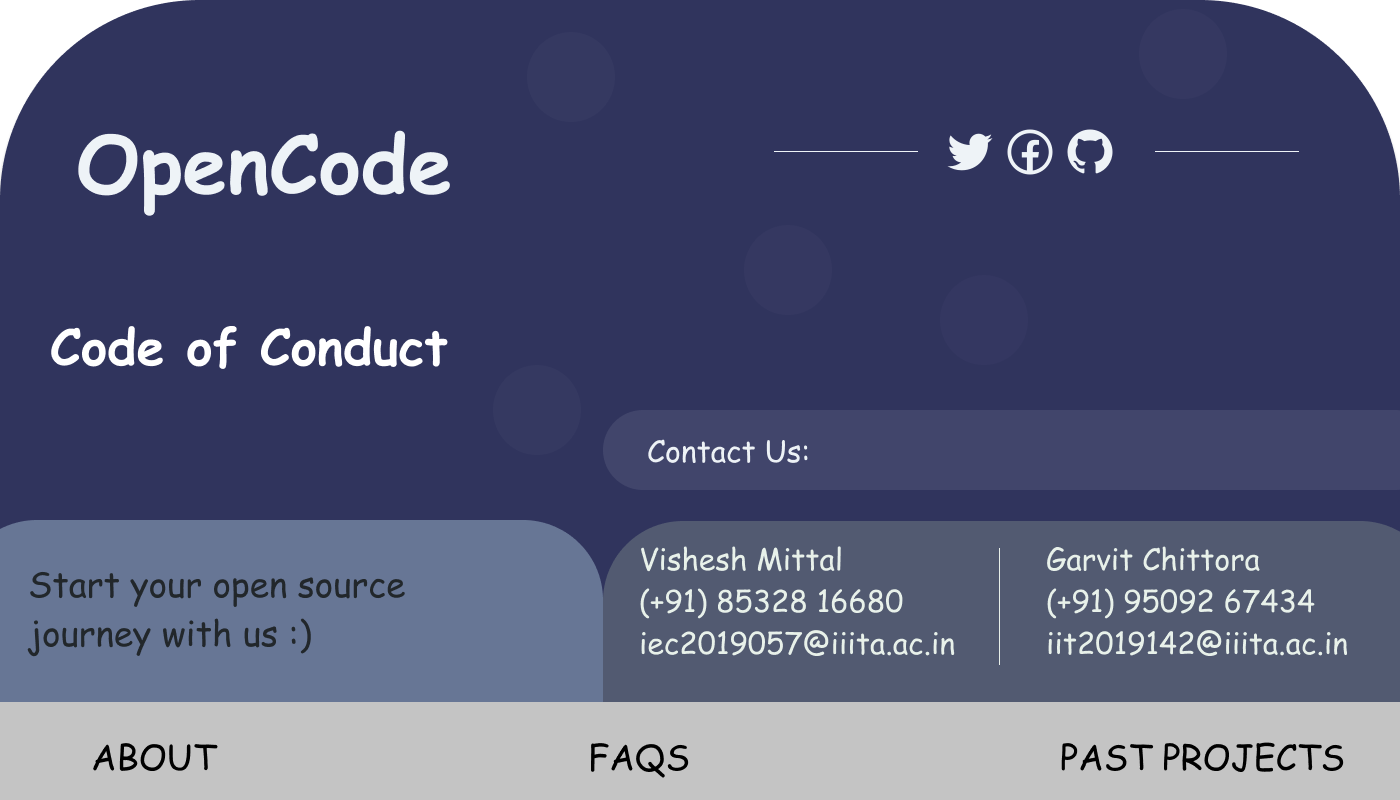 OpenCode
Code of Conduct
Contact Us:
Start your open source
journey with us :)
Vishesh Mittal
(+91) 85328 16680
iec2019057@iiita.ac.in
Garvit Chittora
(+91) 95092 67434
iit2019142@iiita.ac.in
ABOUT
FAQS
PAST PROJECTS